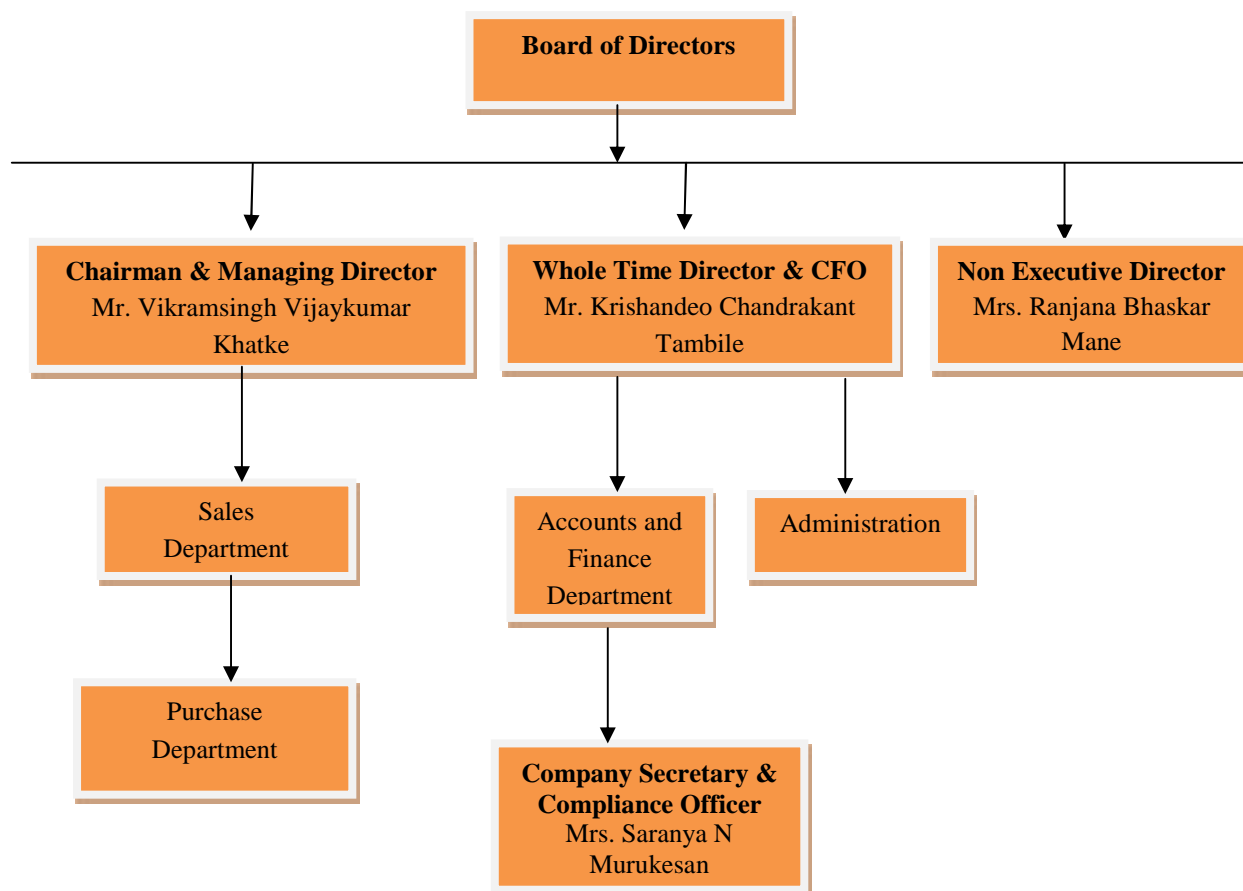 Board of Directors
Chairman & Managing Director
Mr. Vikramsingh Vijaykumar
Khatke
Whole Time Director & CFO
Mr. Krishandeo Chandrakant
Tambile
Non Executive Director
Mrs. Ranjana Bhaskar
Mane
Sales
Department
Accounts and
Finance
Department
Administration
Purchase
Department
Company Secretary &
Compliance Officer
Mrs. Saranya N
Murukesan